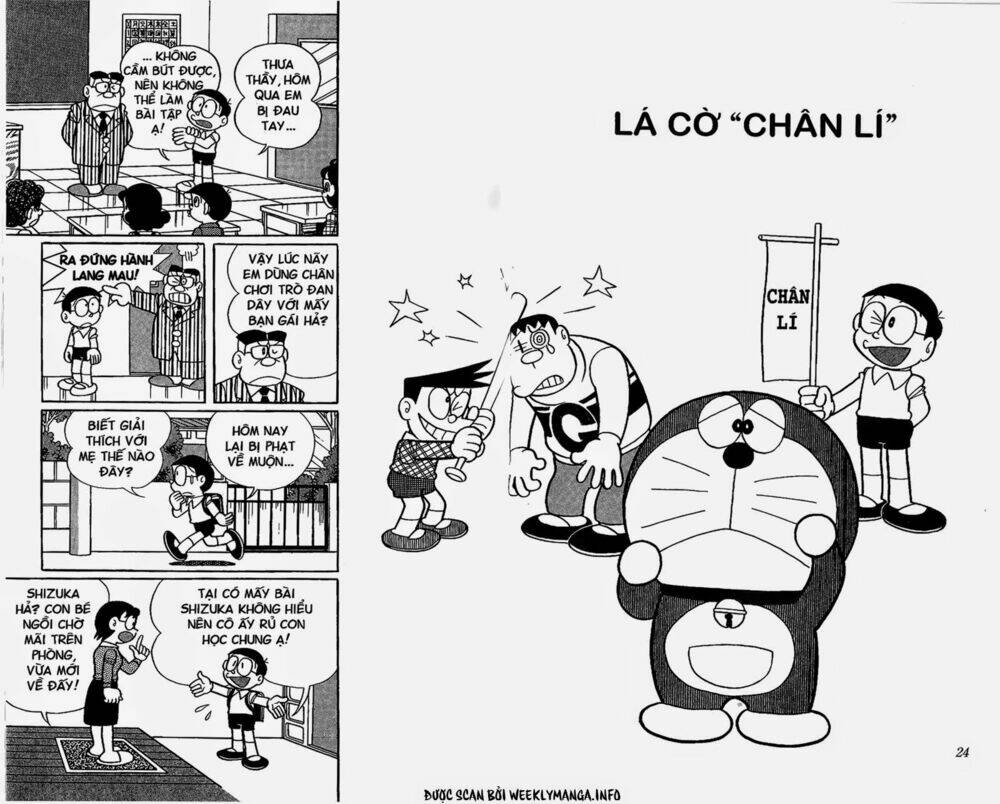 LÁ CỜ “CHÂN LÍ”
CHÂN
LÍ
24
THƯA
THẦY, HÔM
QUA EM
BỊ ĐAU
TAY...
... KHÔNG
CẦM BÚT ĐƯỢC,
NÊN KHÔNG
THỂ LÀM
BÀI TẬP
Ạ!
VẬY LÚC NÃY
EM DÙNG CHÂN
CHƠI TRÒ ĐAN
DÂY VỚI MẤY
BẠN GÁI HẢ?
RA ĐỨNG HÀNH
LANG MAU!
HÔM NAY
LẠI BỊ PHẠT
VỀ MUỘN...
BIẾT GIẢI
THÍCH VỚI
MẸ THẾ NÀO
ĐÂY?
TẠI CÓ MẤY BÀI
SHIZUKA KHÔNG HIỂU
NÊN CÔ ẤY RỦ CON
HỌC CHUNG Ạ!
SHIZUKA
HẢ? CON BÉ
NGỒI CHỜ
MÃI TRÊN
PHÒNG,
VỪA MỚI
VỀ ĐẤY!
ĐƯỢC SCAN BỞI WEEKLYMANGA.INFO